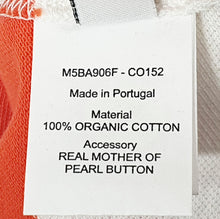 M5BA906F - CO152
Made in Portugal
Material
100% ORGANIC COTTON
Accessory
REAL MOTHER OF
PEARL BUTTON